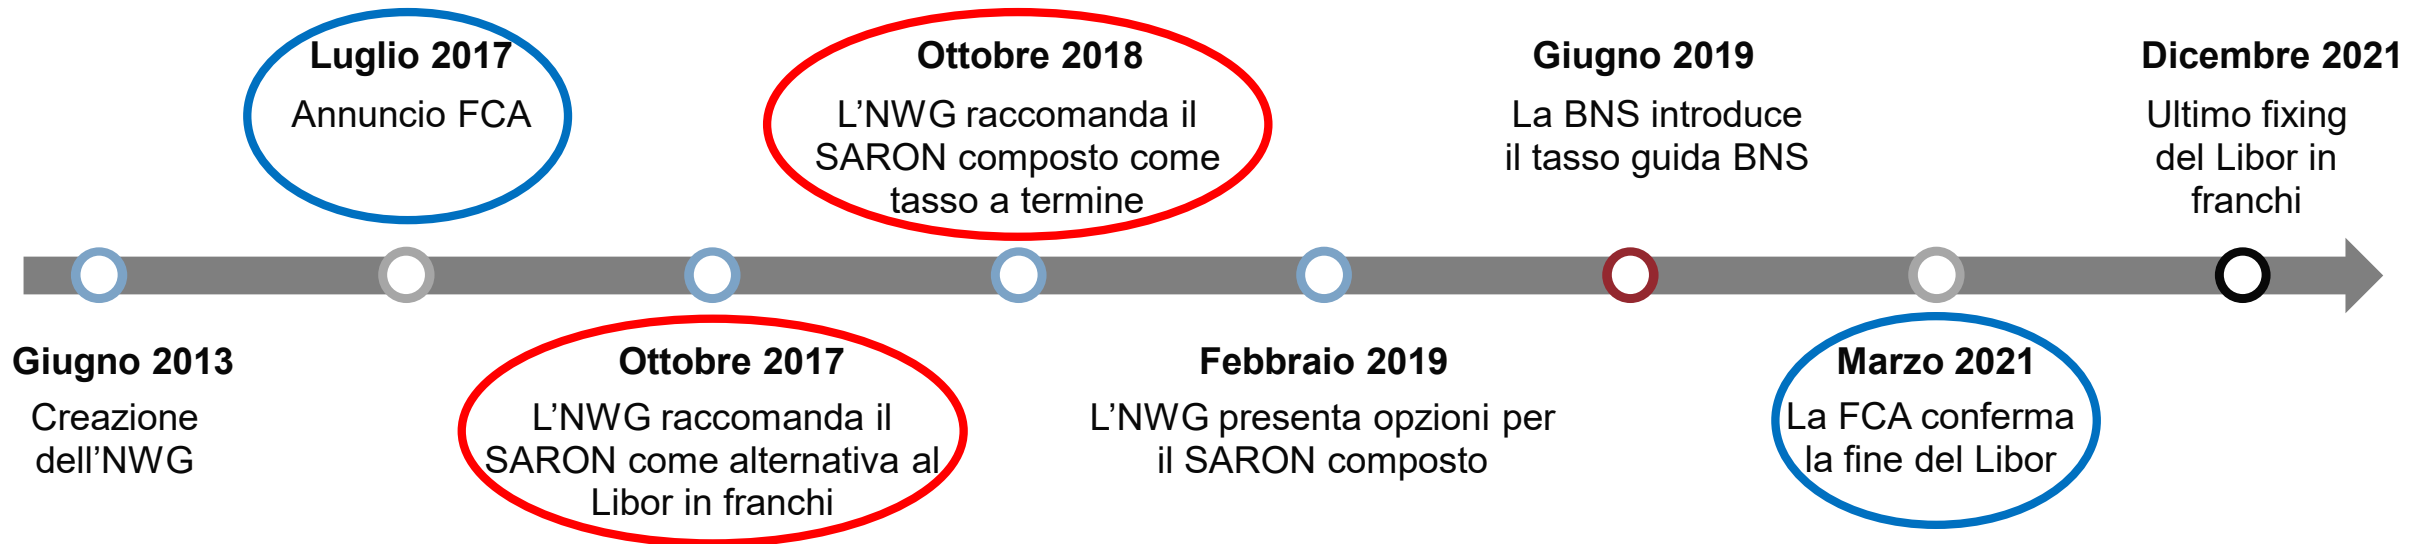 Luglio 2017
Annuncio FCA
Ottobre 2018
L’NWG raccomanda il
SARON composto come
tasso a termine
Giugno 2019
La BNS introduce
il tasso guida BNS
Dicembre 2021
Ultimo fixing
del Libor in
franchi
Giugno 2013
Creazione
dell’NWG
Ottobre 2017
L’NWG raccomanda il
SARON come alternativa al
Libor in franchi
Febbraio 2019
L’NWG presenta opzioni per
il SARON composto
Marzo 2021
La FCA conferma
la fine del Libor